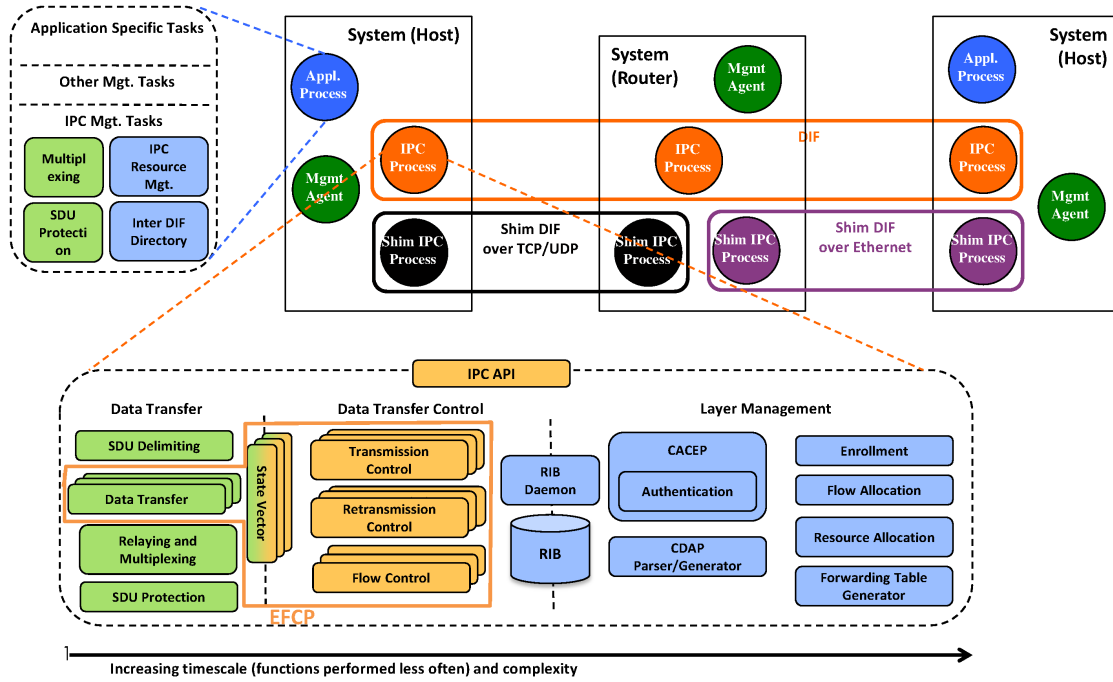 Application Specific Tasks
Other Mgt. Tasks
IPC Mgt. Tasks
Multipl
exing
IPC
Resource
Mgt.
SDU
Protecti
on
Inter DIF
Directory
System (Host)
Appl.
Process
Mgmt
Agent
IPC
Process
Shim IPC
Process
Shim DIF
over TCP/UDP
System
(Router)
Mgmt
Agent
IPC
Process
Shim IPC
Process
Shim IPC
Process
DIF
Shim DIF
over Ethernet
System
(Host)
Appl.
Process
IPC
Process
Mgmt
Agent
Shim IPC
Process
IPC API
Data Transfer
SDU Delimiting
Data Transfer
Relaying and
Multiplexing
SDU Protection
State Vector
Data Transfer Control
Transmission
Control
Retransmission
Control
Flow Control
EFCP
Layer Management
RIB
Daemon
RIB
CACEP
Authentication
CDAP
Parser/Generator
Enrollment
Flow Allocation
Resource Allocation
Forwarding Table
Generator
Increasing timescale (functions performed less often) and complexity